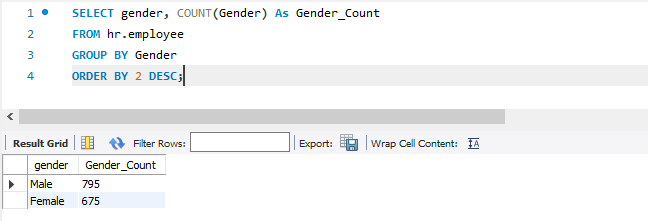 1 SELECT gender, COUNT(Gender) As Gender_Count
2 FROM hr.employee
3 GROUP BY Gender
4 ORDER BY 2 DESC;
Result Grid Filter Rows: Export: Wrap Cell Content: IA
gender Gender_Count
Male 795
Female 675